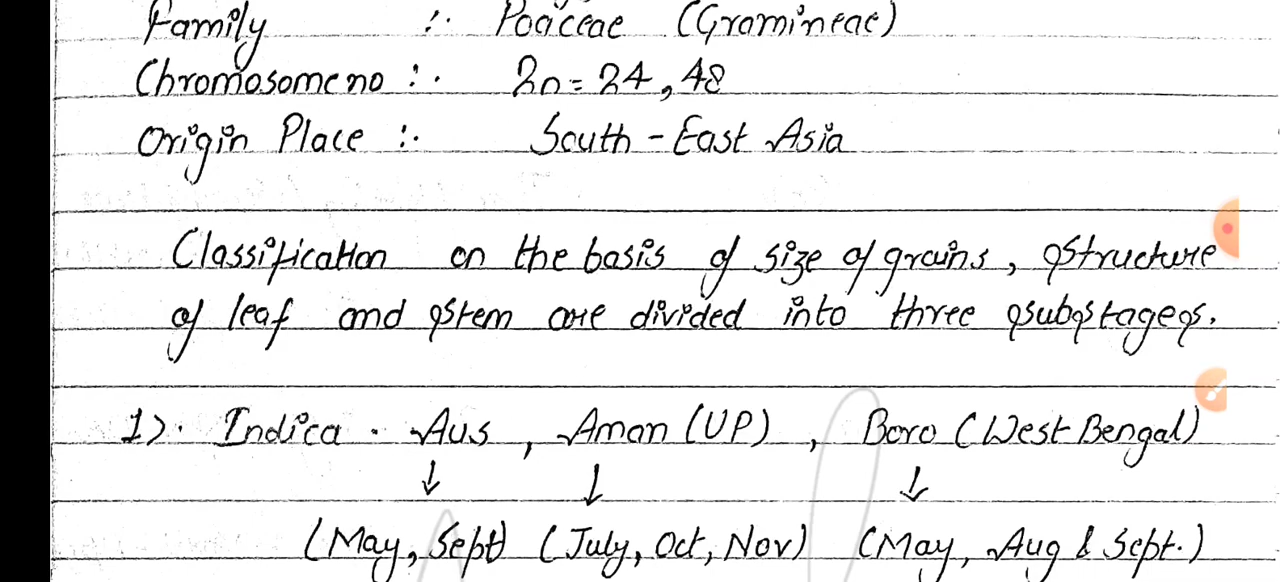 Family :. Poaceae (Gramineae)
Chromosome no :. 2n = 24, 48
Origin Place :. South - East Asia
Classification on the basis of size of grains, structure
of leaf and stem are divided into three substages.
1). Indica . Aus , Aman (UP) , Boro (West Bengal)
↓ ↓ ↓
(May, Sept) (July, Oct, Nov) (May, Aug & Sept.)